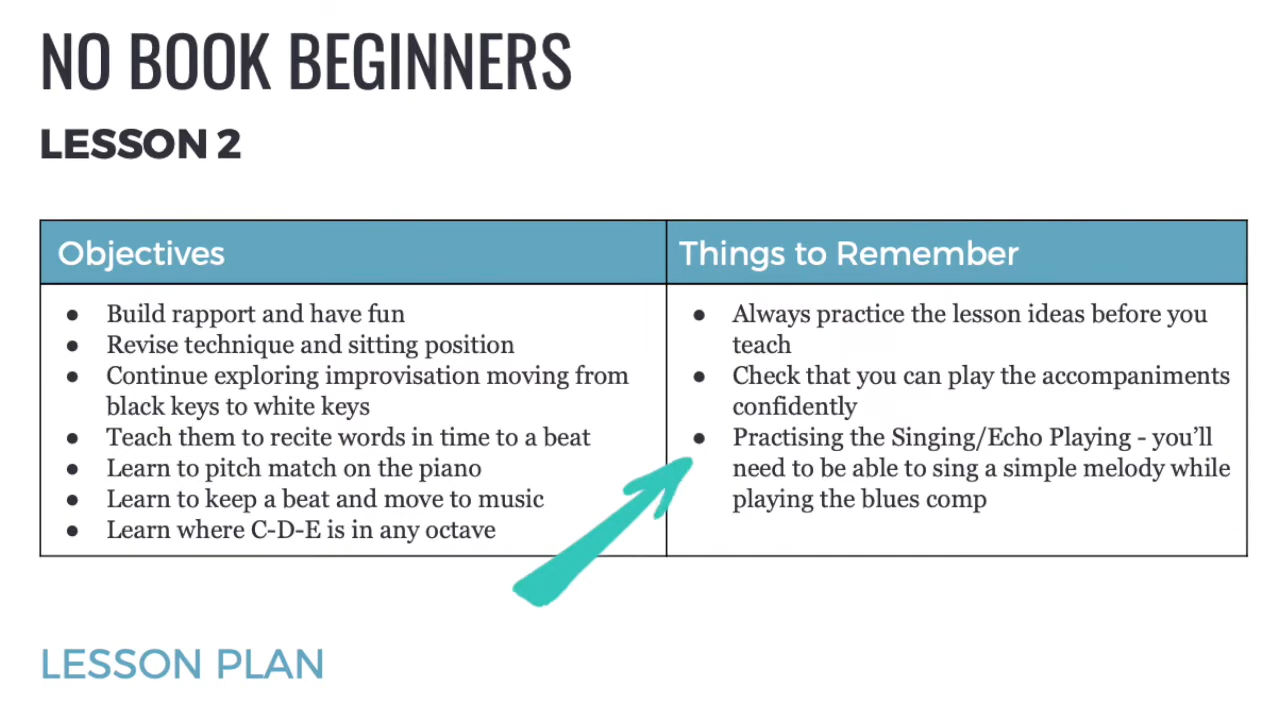 NO BOOK BEGINNERS
LESSON 2
Objectives
● Build rapport and have fun
● Revise technique and sitting position
● Continue exploring improvisation moving from
black keys to white keys
● Teach them to recite words in time to a beat
● Learn to pitch match on the piano
● Learn to keep a beat and move to music
● Learn where C-D-E is in any octave
Things to Remember
● Always practice the lesson ideas before you
teach
● Check that you can play the accompaniments
confidently
● Practising the Singing/Echo Playing - you’ll
need to be able to sing a simple melody while
playing the blues comp
LESSON PLAN